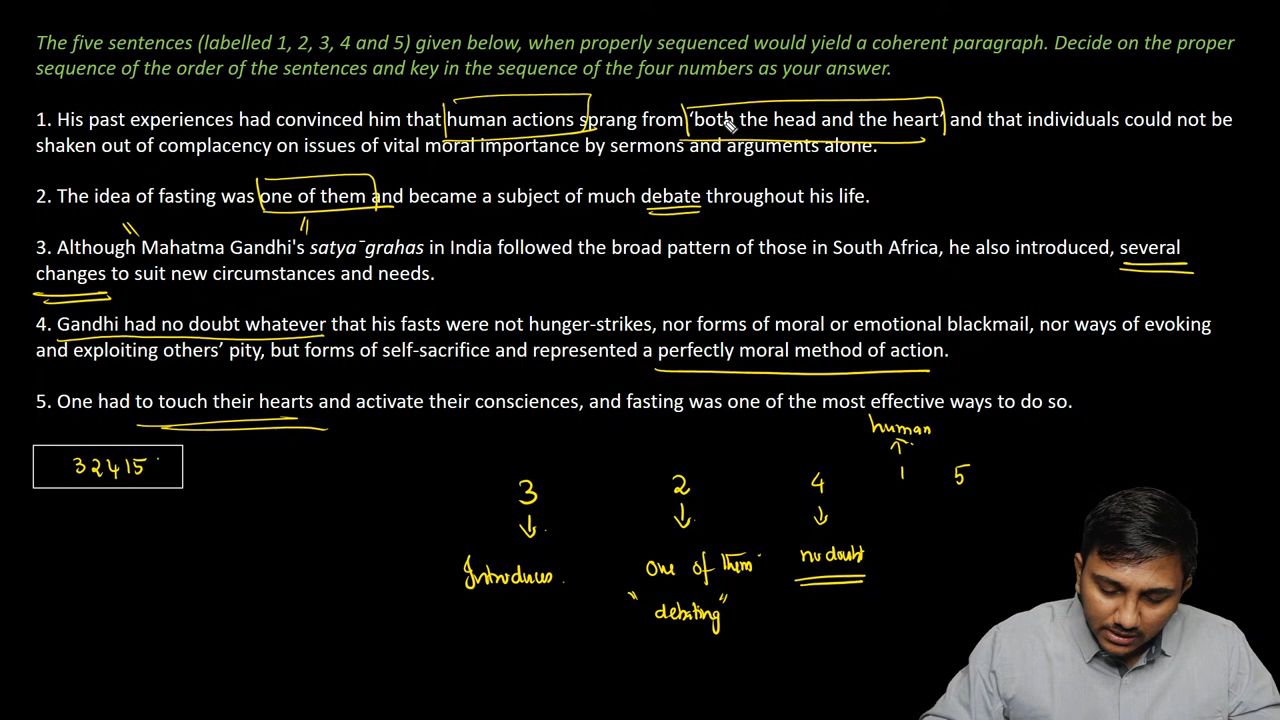 The five sentences (labelled 1, 2, 3, 4 and 5) given below, when properly sequenced would yield a coherent paragraph. Decide on the proper
sequence of the order of the sentences and key in the sequence of the four numbers as your answer.
1. His past experiences had convinced him that human actions sprang from ‘both the head and the heart’ and that individuals could not be
shaken out of complacency on issues of vital moral importance by sermons and arguments alone.
2. The idea of fasting was one of them and became a subject of much debate throughout his life.
3. Although Mahatma Gandhi's satya¯grahas in India followed the broad pattern of those in South Africa, he also introduced, several
changes to suit new circumstances and needs.
4. Gandhi had no doubt whatever that his fasts were not hunger-strikes, nor forms of moral or emotional blackmail, nor ways of evoking
and exploiting others’ pity, but forms of self-sacrifice and represented a perfectly moral method of action.
5. One had to touch their hearts and activate their consciences, and fasting was one of the most effective ways to do so.
human
32415
3 2 4 1 5
Introduces one of them no doubt
"debating"